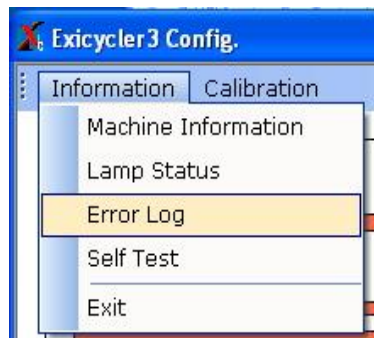 Exicycler3 Config.
Information Calibration
Machine Information
Lamp Status
Error Log
Self Test
Exit